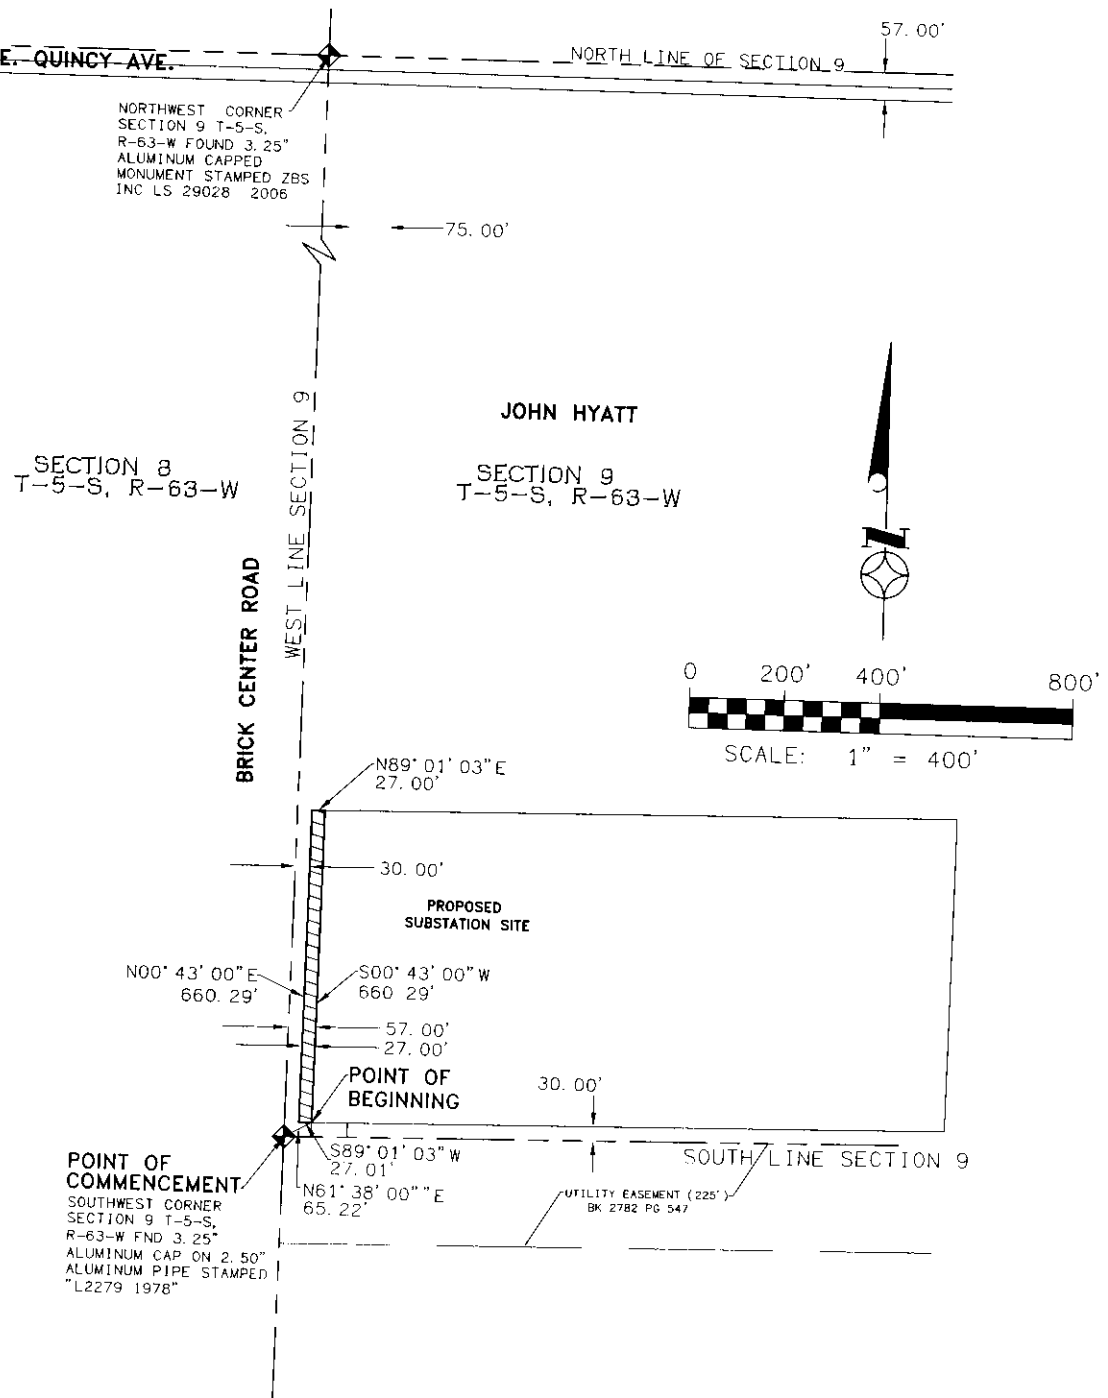 57.00'
E. QUINCY AVE.
NORTH LINE OF SECTION 9
NORTHWEST CORNER
SECTION 9 T-5-S,
R-63-W FOUND 3.25"
ALUMINUM CAPPED
MONUMENT STAMPED ZBS
INC LS 29028 2006
75.00'
WEST LINE SECTION 9
JOHN HYATT
SECTION 8
T-5-S, R-63-W
SECTION 9
T-5-S, R-63-W
N
BRICK CENTER ROAD
0 200' 400' 800'
SCALE: 1" = 400'
N89°01'03"E
27.00'
30.00'
PROPOSED
SUBSTATION SITE
N00°43'00"E
660.29'
S00°43'00"W
660 29'
57.00'
27.00'
POINT OF
BEGINNING
30.00'
S89°01'03"W
27.01'
SOUTH LINE SECTION 9
N61°38'00""E
65.22'
POINT OF
COMMENCEMENT
SOUTHWEST CORNER
SECTION 9 T-5-S,
R-63-W FND 3.25"
ALUMINUM CAP ON 2.50"
ALUMINUM PIPE STAMPED
"L2279 1978"
UTILITY EASEMENT (225')
BK 2782 PG 547